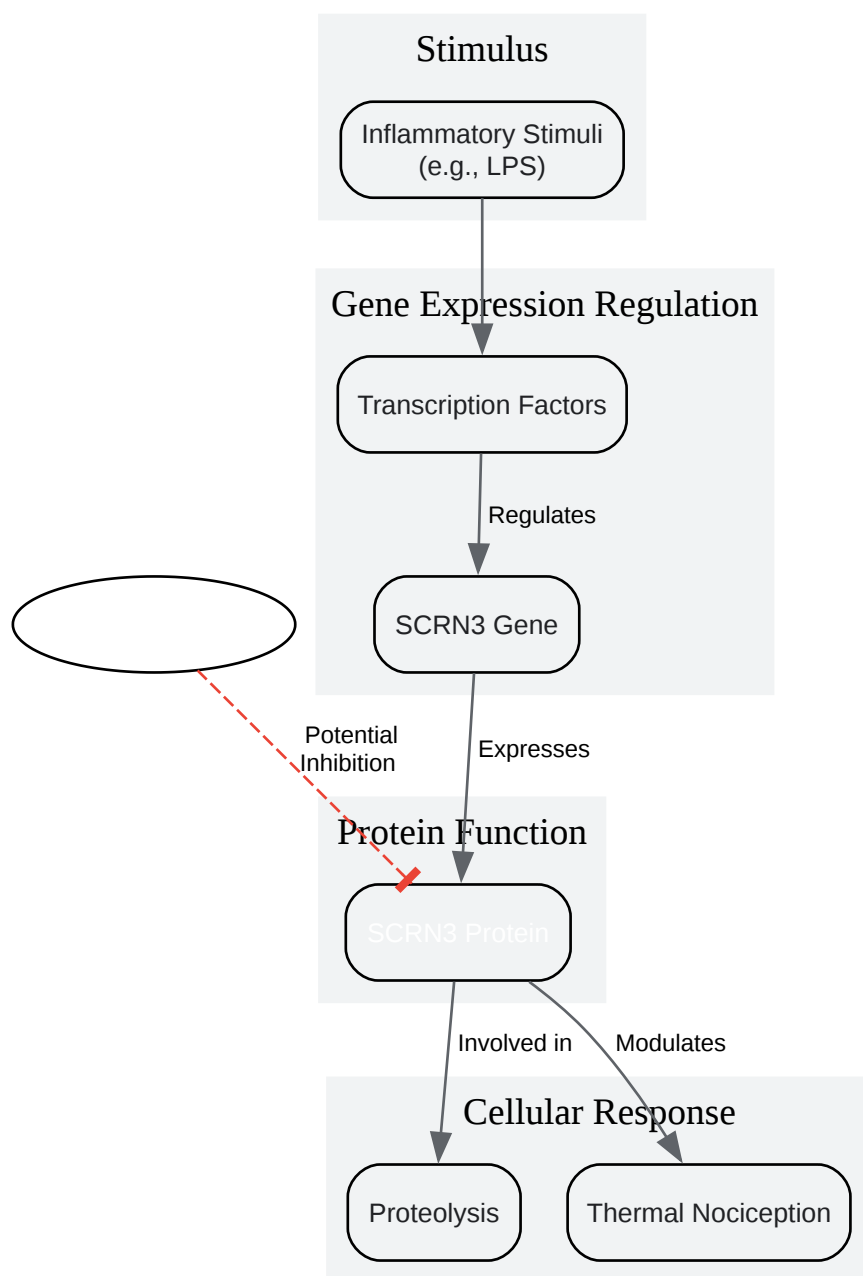 Stimulus
Inflammatory Stimuli
(e.g., LPS)
Gene Expression Regulation
Transcription Factors
Regulates
SCRN3 Gene
Potential
Inhibition
Expresses
Protein Function
SCRN3 Protein
Involved in
Modulates
Cellular Response
Proteolysis
Thermal Nociception